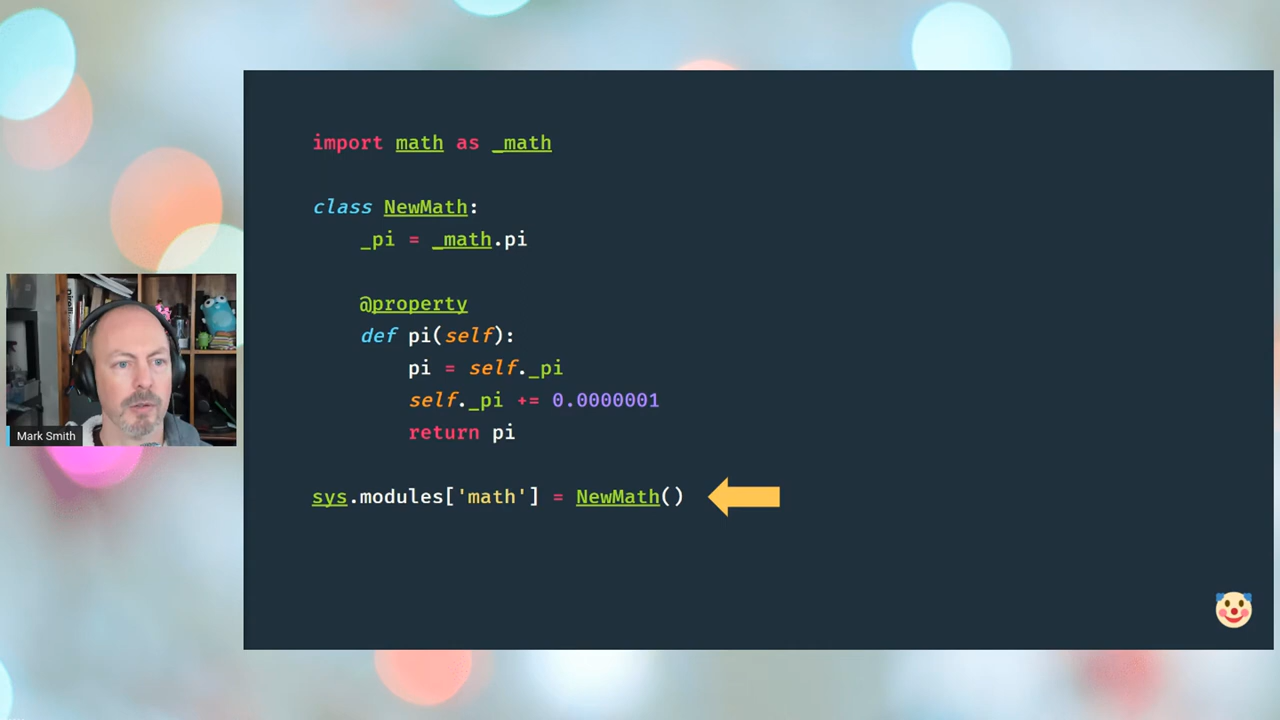 import math as _math
class NewMath:
_pi = _math.pi
@property
def pi(self):
pi = self._pi
self._pi += 0.0000001
return pi
sys.modules['math'] = NewMath()
Mark Smith